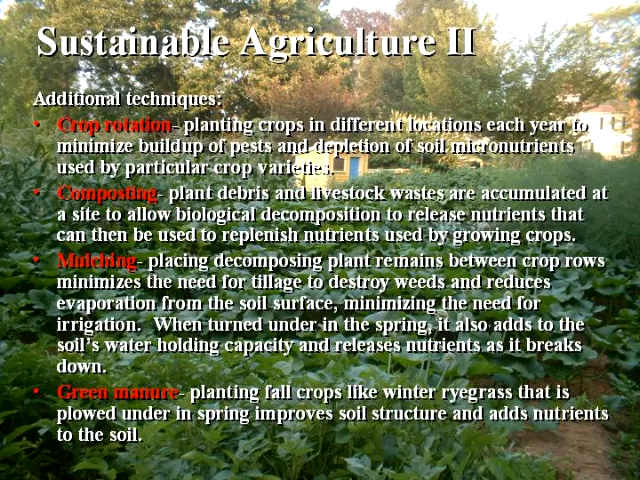 Sustainable Agriculture II
Additional techniques:
• Crop rotation- planting crops in different locations each year to
minimize buildup of pests and depletion of soil micronutrients
used by particular crop varieties.
• Composting- plant debris and livestock wastes are accumulated at
a site to allow biological decomposition to release nutrients that
can then be used to replenish nutrients used by growing crops.
• Mulching- placing decomposing plant remains between crop rows
minimizes the need for tillage to destroy weeds and reduces
evaporation from the soil surface, minimizing the need for
irrigation.  When turned under in the spring, it also adds to the
soil's water holding capacity and releases nutrients as it breaks
down.
• Green manure- planting fall crops like winter ryegrass that is
plowed under in spring improves soil structure and adds nutrients
to the soil.